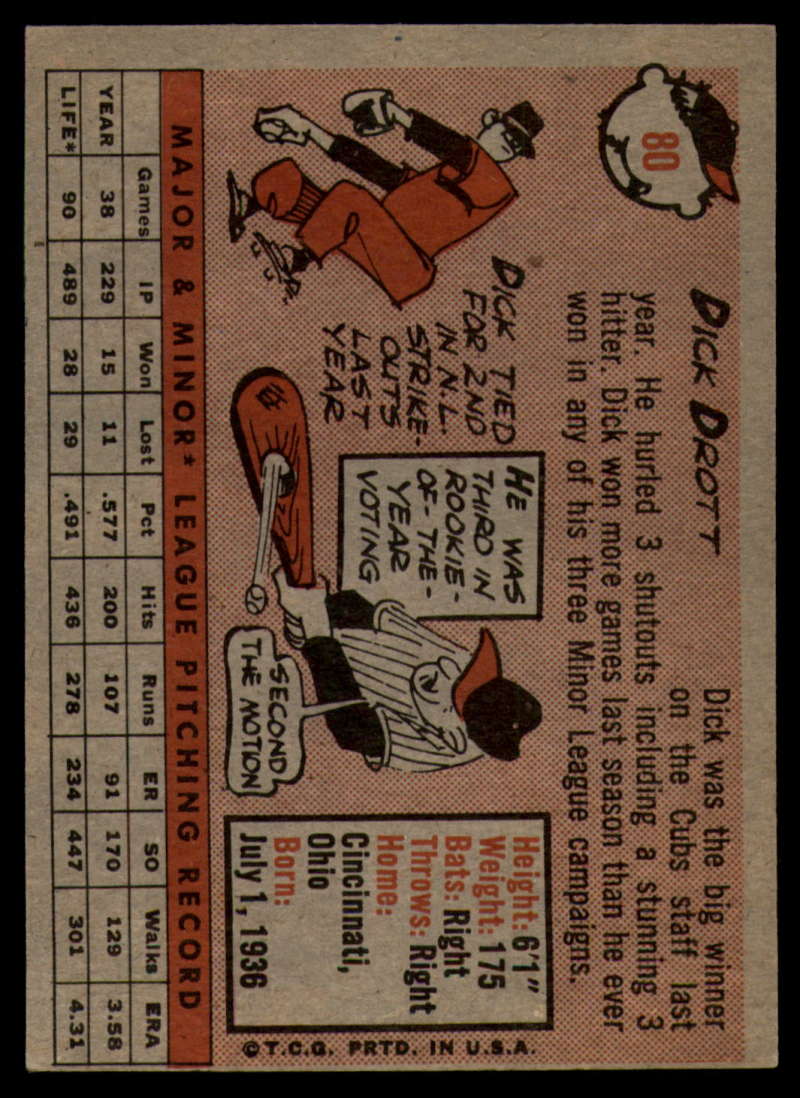 80
DICK DROTT
Dick was the big winner
on the Cubs staff last
year. He hurled 3 shutouts including a stunning 3
hitter. Dick won more games last season than he ever
won in any of his three Minor League campaigns.
DICK TIED
FOR 2ND
IN N.L.
STRIKE-
OUTS
LAST
YEAR
HE WAS
THIRD IN
ROOKIE-
OF-THE-
YEAR
VOTING
SECOND
THE MOTION
Height: 6'1"
Weight: 175
Bats: Right
Throws: Right
Home:
Cincinnati,
Ohio
Born:
July 1, 1936
©T.C.G. PRTD. IN U.S.A.
MAJOR & MINOR* LEAGUE PITCHING RECORD
Games IP Won Lost Pct Hits Runs ER SO Walks ERA
YEAR 38 229 15 11 .577 200 107 91 170 129 3.58
LIFE* 90 489 28 29 .491 436 278 234 447 301 4.31